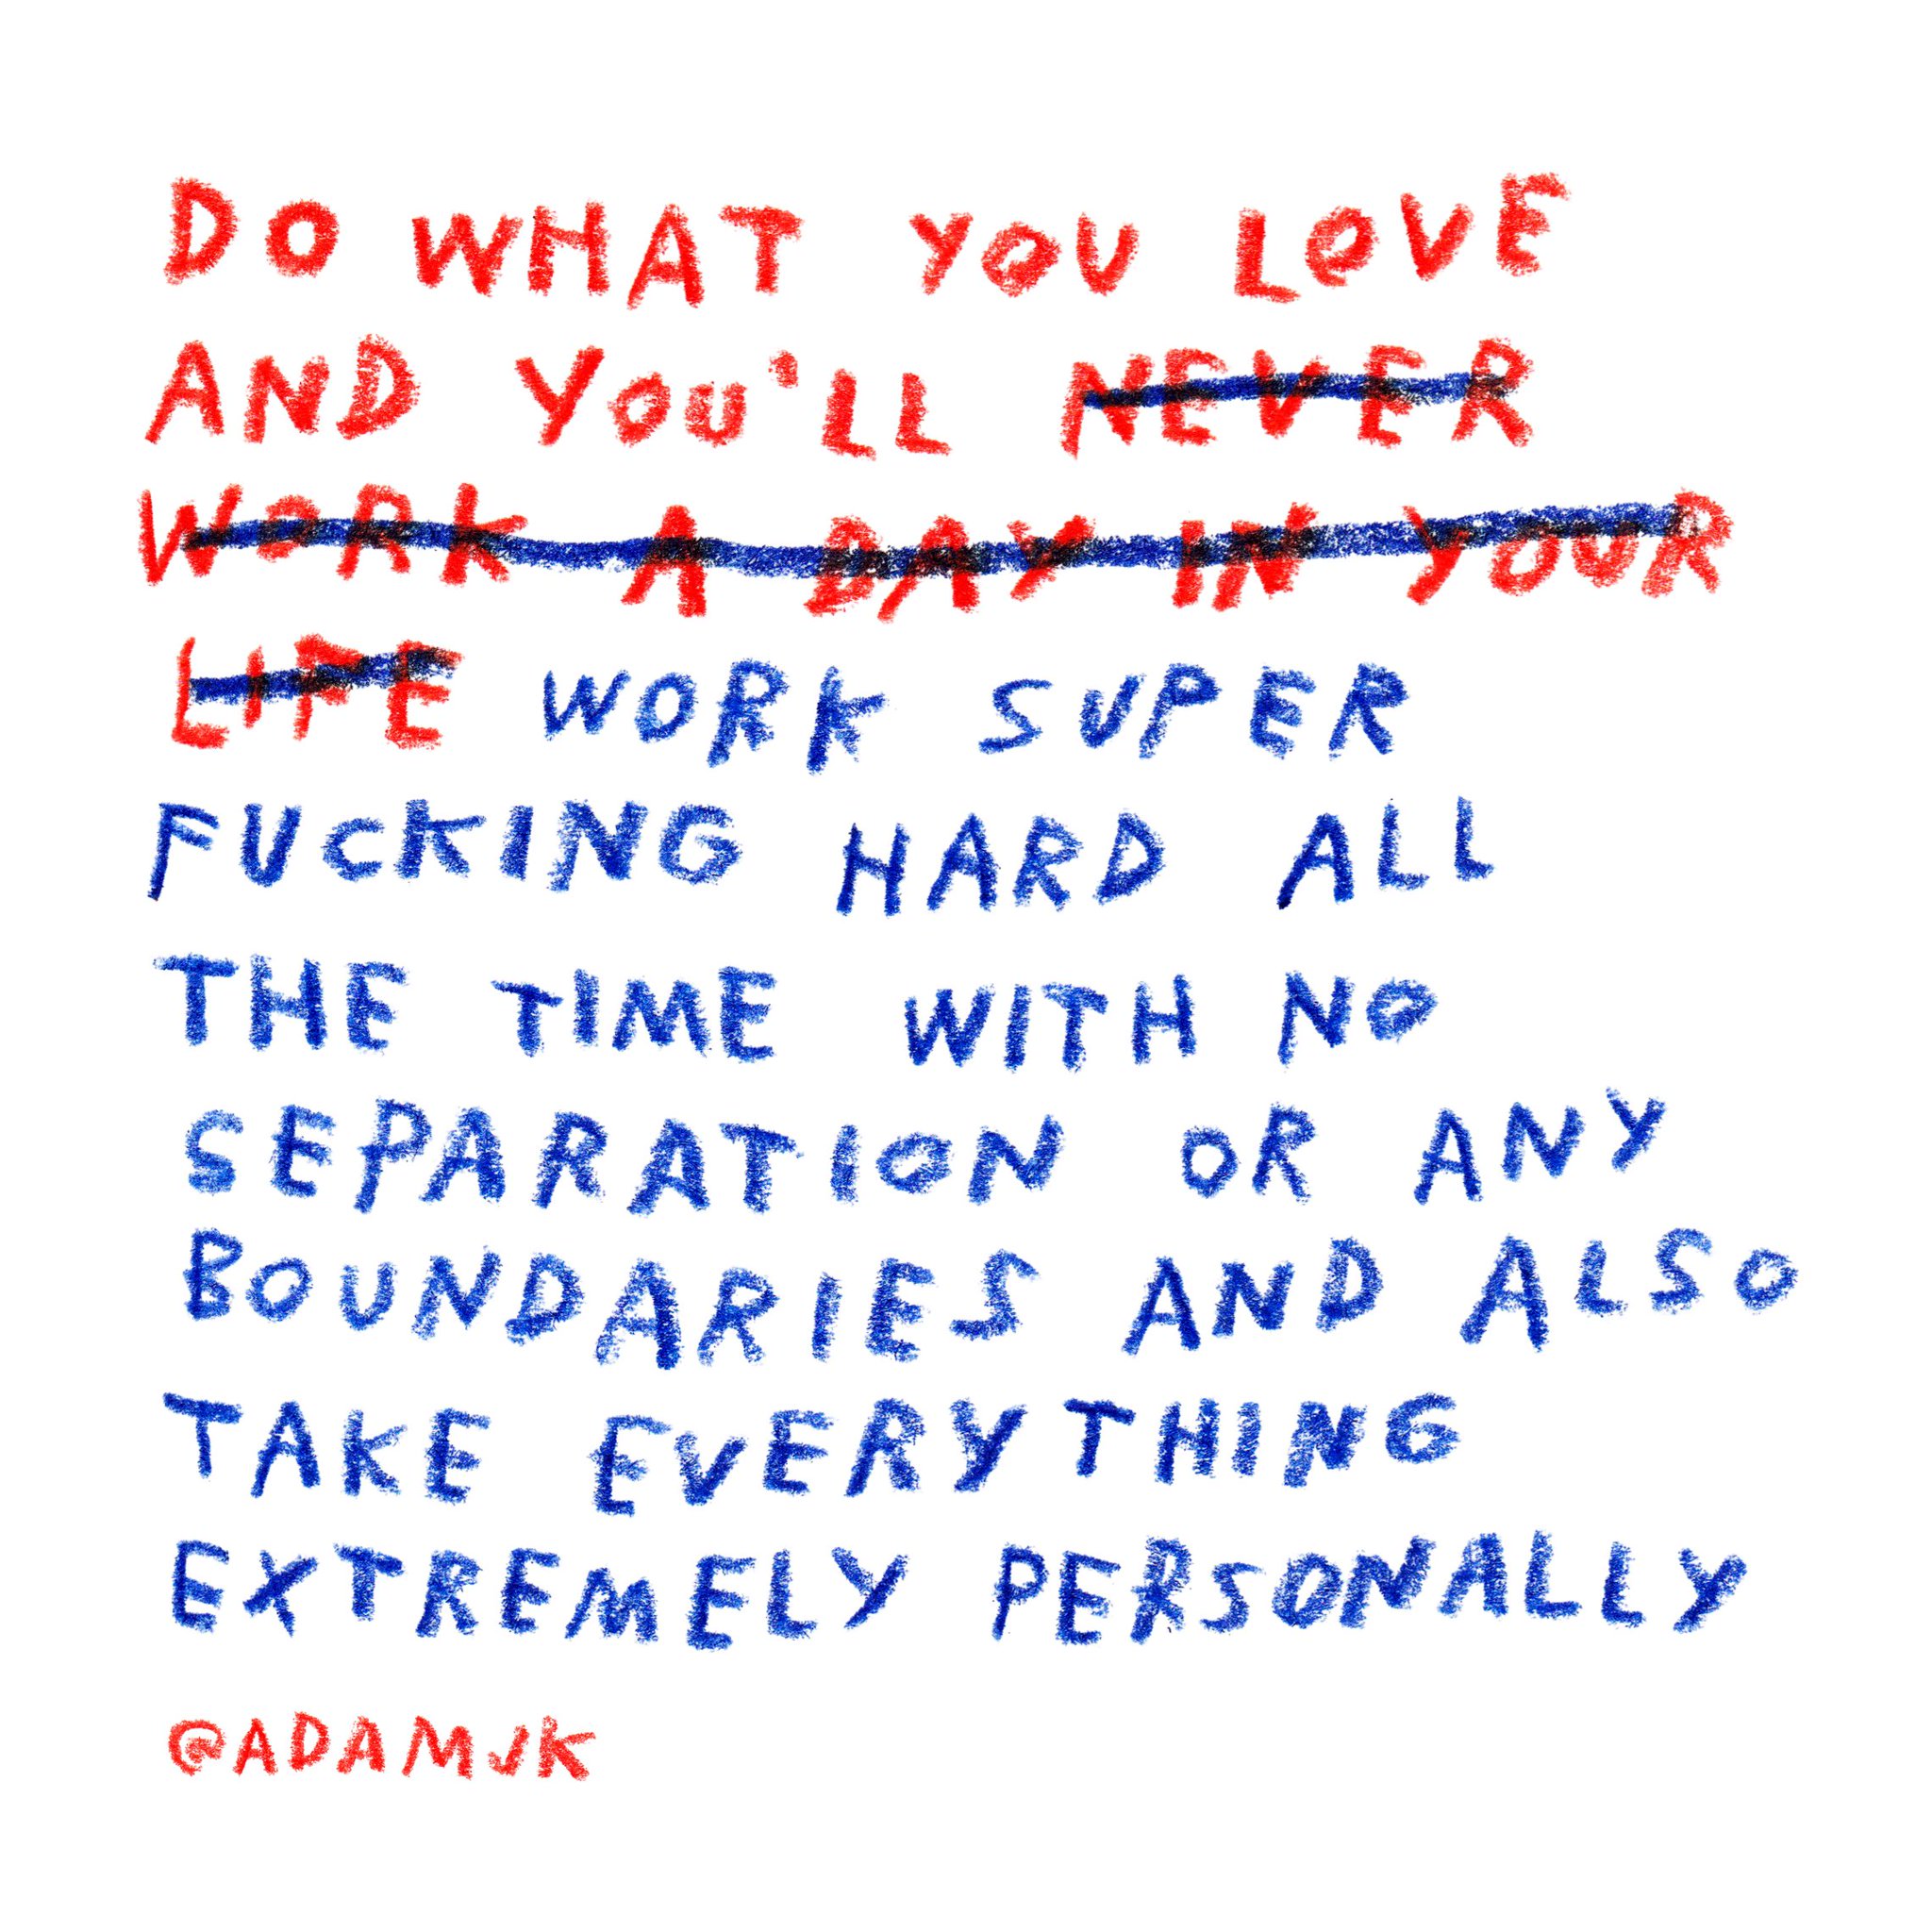 DO WHAT YOU LOVE
AND YOU'LL NEVER
WORK A DAY IN YOUR
LIFE WORK SUPER
FUCKING HARD ALL
THE TIME WITH NO
SEPARATION OR ANY
BOUNDARIES AND ALSO
TAKE EVERYTHING
EXTREMELY PERSONALLY
@ADAMJK